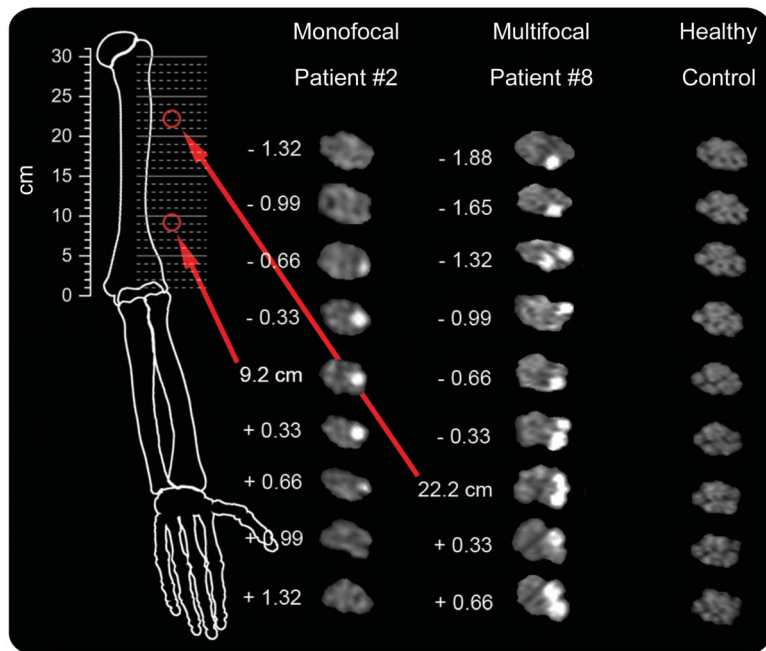 Monofocal
Patient #2
Multifocal
Patient #8
Healthy
Control
cm
30
25
20
15
10
5
0
- 1.32
- 0.99
- 0.66
- 0.33
9.2 cm
+ 0.33
+ 0.66
+ 0.99
+ 1.32
- 1.88
- 1.65
- 1.32
- 0.99
- 0.66
- 0.33
22.2 cm
+ 0.33
+ 0.66